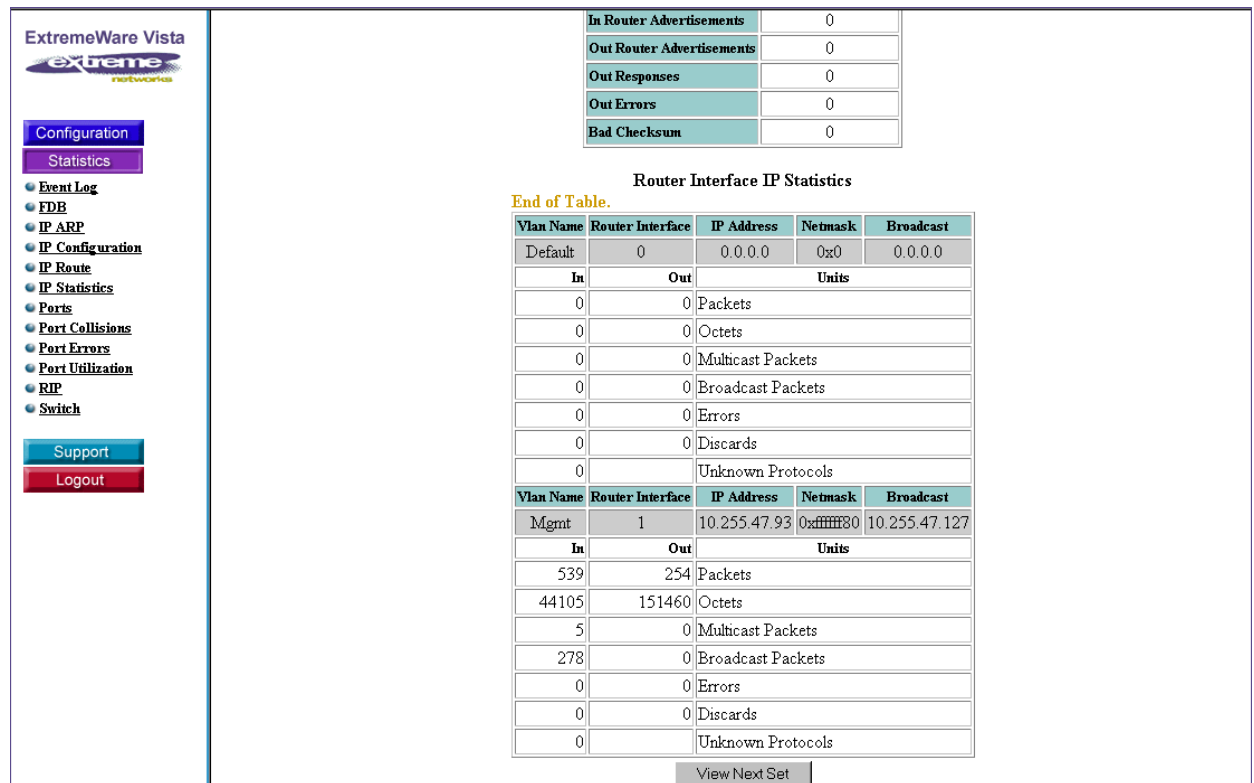 ExtremeWare Vista
extreme
networks
Configuration
Statistics
Event Log
FDB
IP ARP
IP Configuration
IP Route
IP Statistics
Ports
Port Collisions
Port Errors
Port Utilization
RIP
Switch
Support
Logout
In Router Advertisements 0
Out Router Advertisements 0
Out Responses 0
Out Errors 0
Bad Checksum 0
Router Interface IP Statistics
End of Table.
Vlan Name Router Interface IP Address Netmask Broadcast
Default 0 0.0.0.0 0x0 0.0.0.0
In Out Units
0 0 Packets
0 0 Octets
0 0 Multicast Packets
0 0 Broadcast Packets
0 0 Errors
0 0 Discards
0 Unknown Protocols
Vlan Name Router Interface IP Address Netmask Broadcast
Mgmt 1 10.255.47.93 0xffffff80 10.255.47.127
In Out Units
539 254 Packets
44105 151460 Octets
5 0 Multicast Packets
278 0 Broadcast Packets
0 0 Errors
0 0 Discards
0 Unknown Protocols
View Next Set